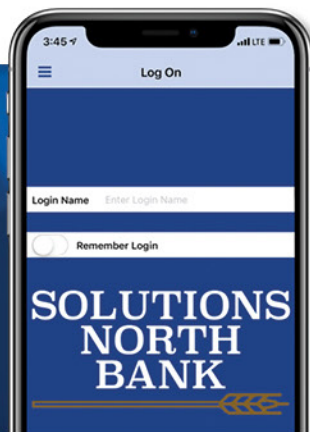 3:45 LTE
Log On
Login Name Enter Login Name
Remember Login
SOLUTIONS
NORTH
BANK